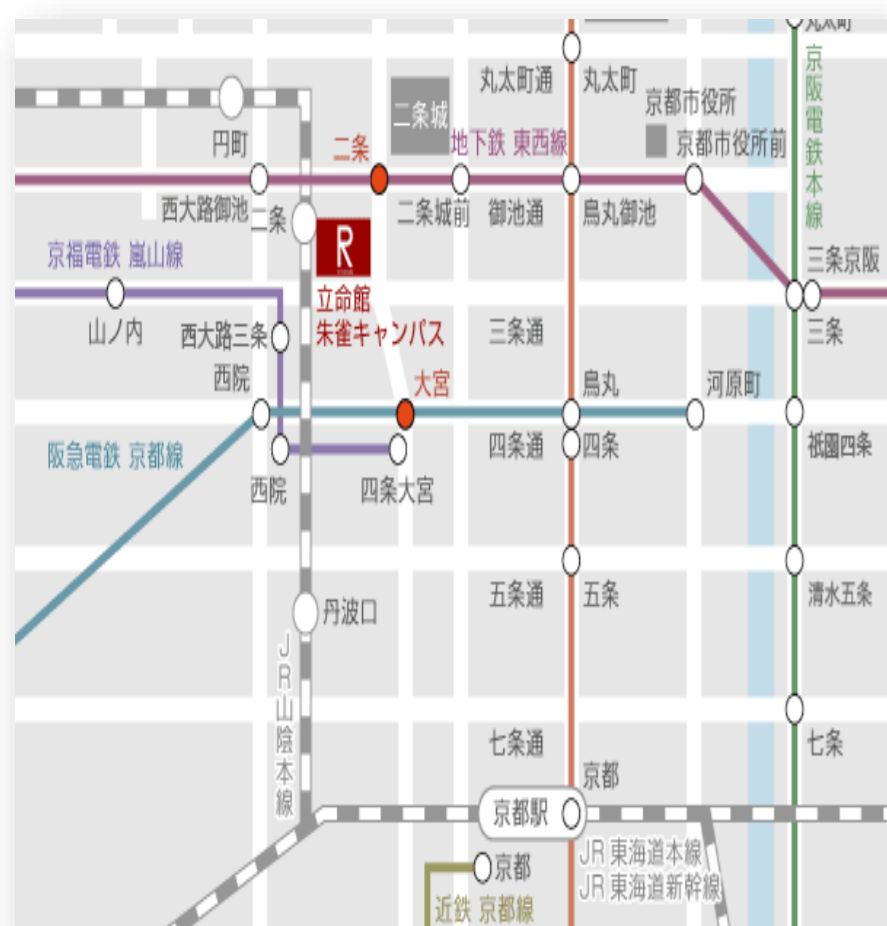 丸太町
京阪電鉄本線
丸太町通
丸太町
京都市役所
二条城
円町
二条
地下鉄 東西線
京都市役所前
西大路御池
二条
二条城前
御池通
烏丸御池
R
京福電鉄 嵐山線
三条京阪
立命館
朱雀キャンパス
山ノ内
西大路三条
三条通
三条
西院
大宮
烏丸
河原町
阪急電鉄 京都線
四条通
四条
祇園四条
西院
四条大宮
五条通
五条
清水五条
丹波口
JR山陰本線
七条通
七条
京都
京都駅
JR 東海道本線
JR 東海道新幹線
京都
近鉄 京都線